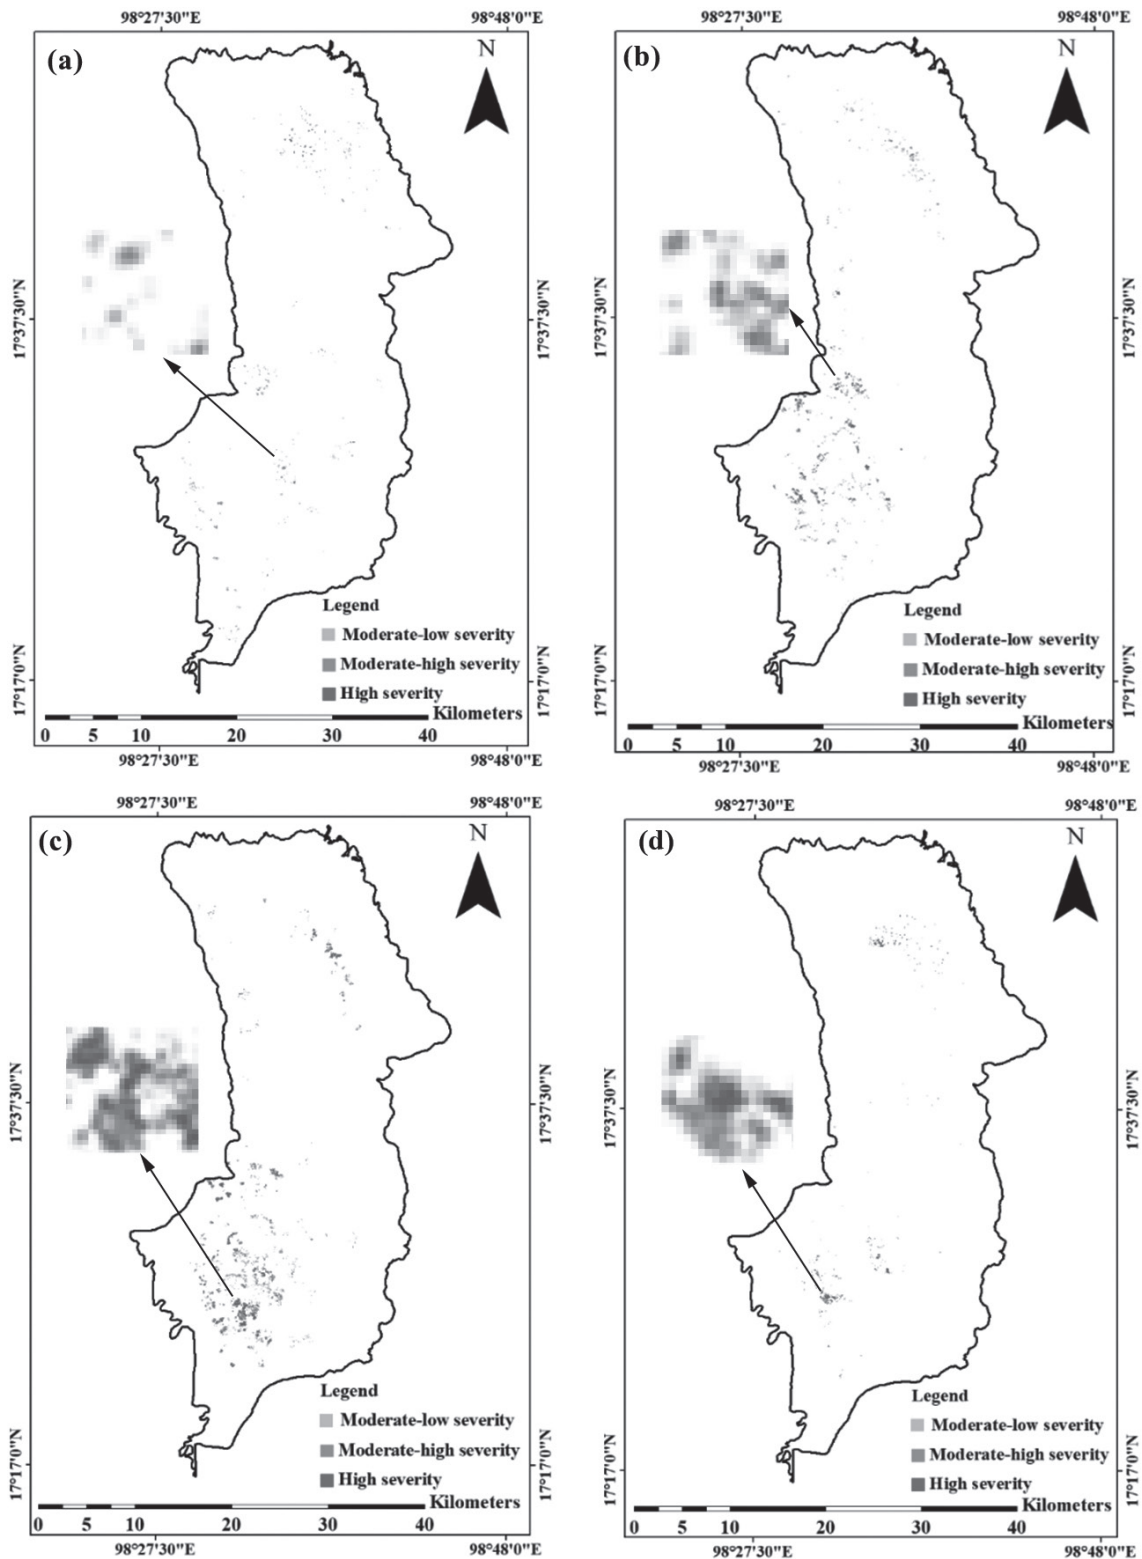 98°27'30"E 98°48'0"E
(a)
N
17°37'30"N 17°37'30"N
Legend
Moderate-low severity
Moderate-high severity
High severity
17°17'0"N 17°17'0"N
Kilometers
0 5 10 20 30 40
98°27'30"E 98°48'0"E
98°27'30"E 98°48'0"E
(b)
N
17°37'30"N 17°37'30"N
Legend
Moderate-low severity
Moderate-high severity
High severity
17°17'0"N 17°17'0"N
Kilometers
0 5 10 20 30 40
98°27'30"E 98°48'0"E
98°27'30"E 98°48'0"E
(c)
N
17°37'30"N 17°37'30"N
Legend
Moderate-low severity
Moderate-high severity
High severity
17°17'0"N 17°17'0"N
Kilometers
0 5 10 20 30 40
98°27'30"E 98°48'0"E
98°27'30"E 98°48'0"E
(d)
N
17°37'30"N 17°37'30"N
Legend
Moderate-low severity
Moderate-high severity
High severity
17°17'0"N 17°17'0"N
Kilometers
0 5 10 20 30 40
98°27'30"E 98°48'0"E